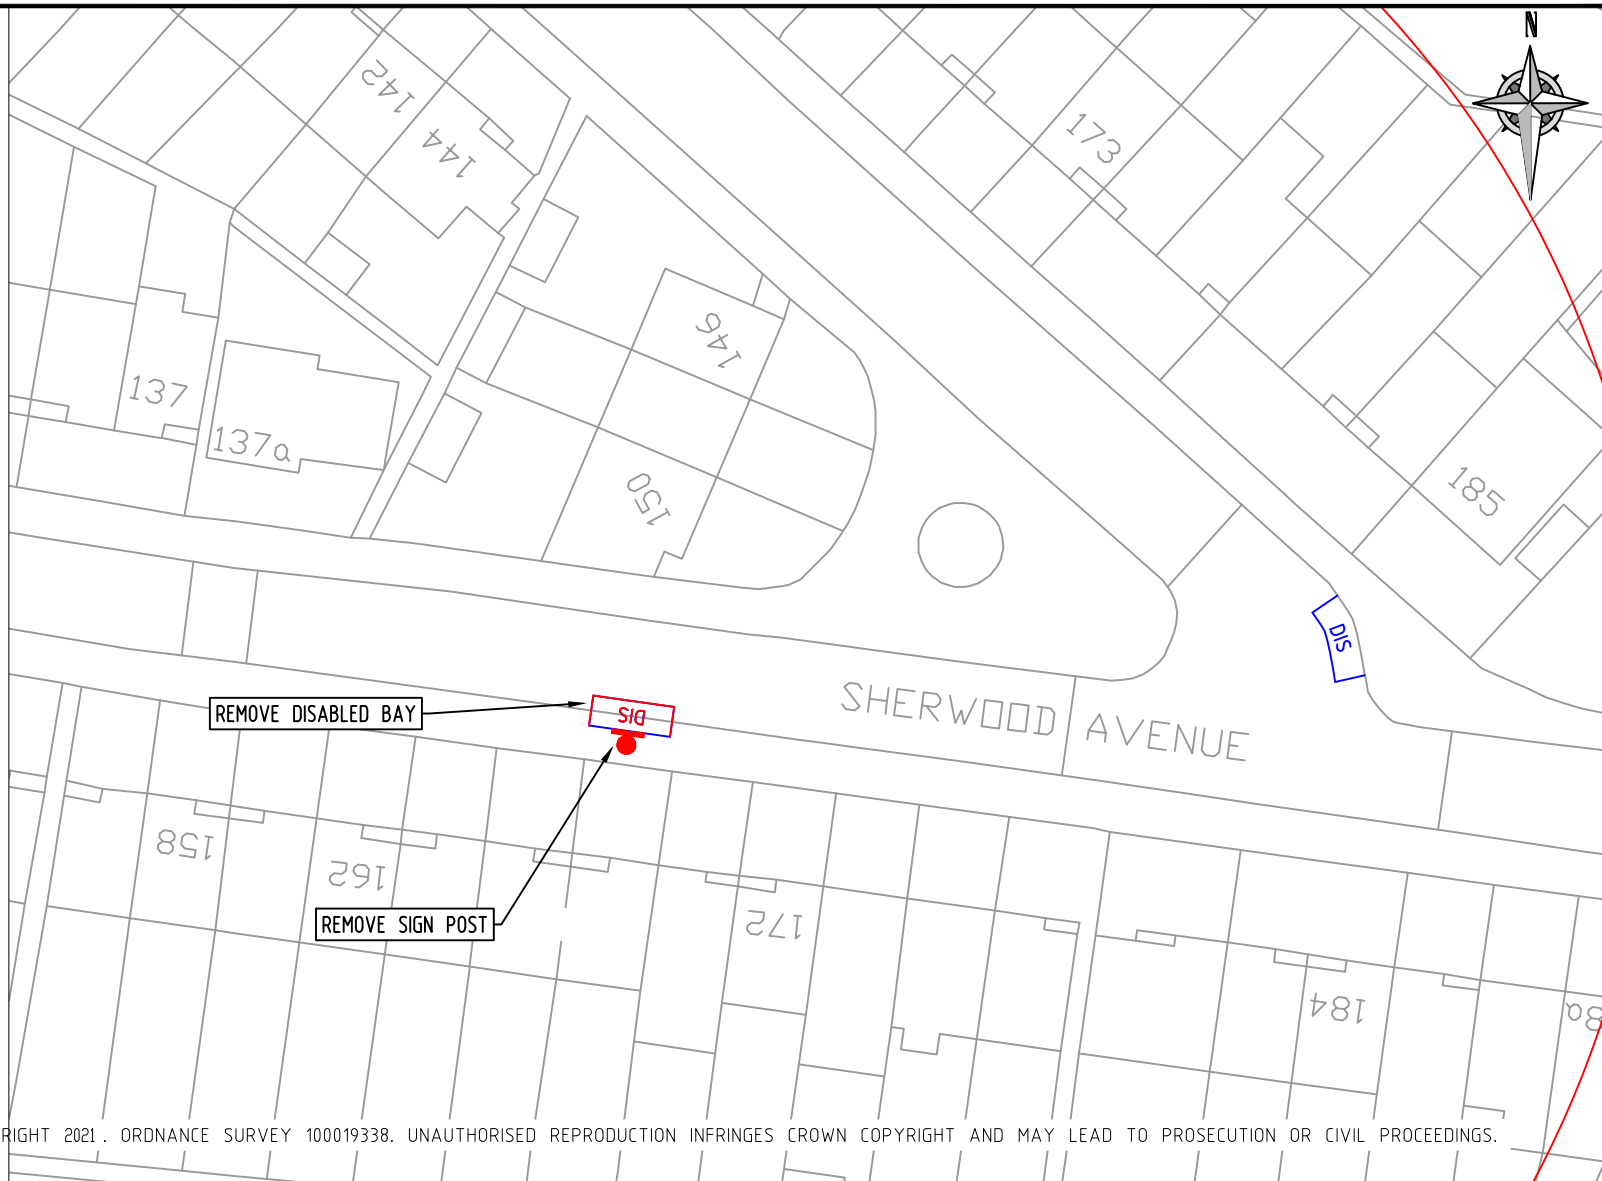 N
142
144
173
146
137
137a
150
185
DIS
SHERWOOD AVENUE
REMOVE DISABLED BAY
DIS
158
162
REMOVE SIGN POST
172
184
8a
RIGHT 2021. ORDNANCE SURVEY 100019338. UNAUTHORISED REPRODUCTION INFRINGES CROWN COPYRIGHT AND MAY LEAD TO PROSECUTION OR CIVIL PROCEEDINGS.